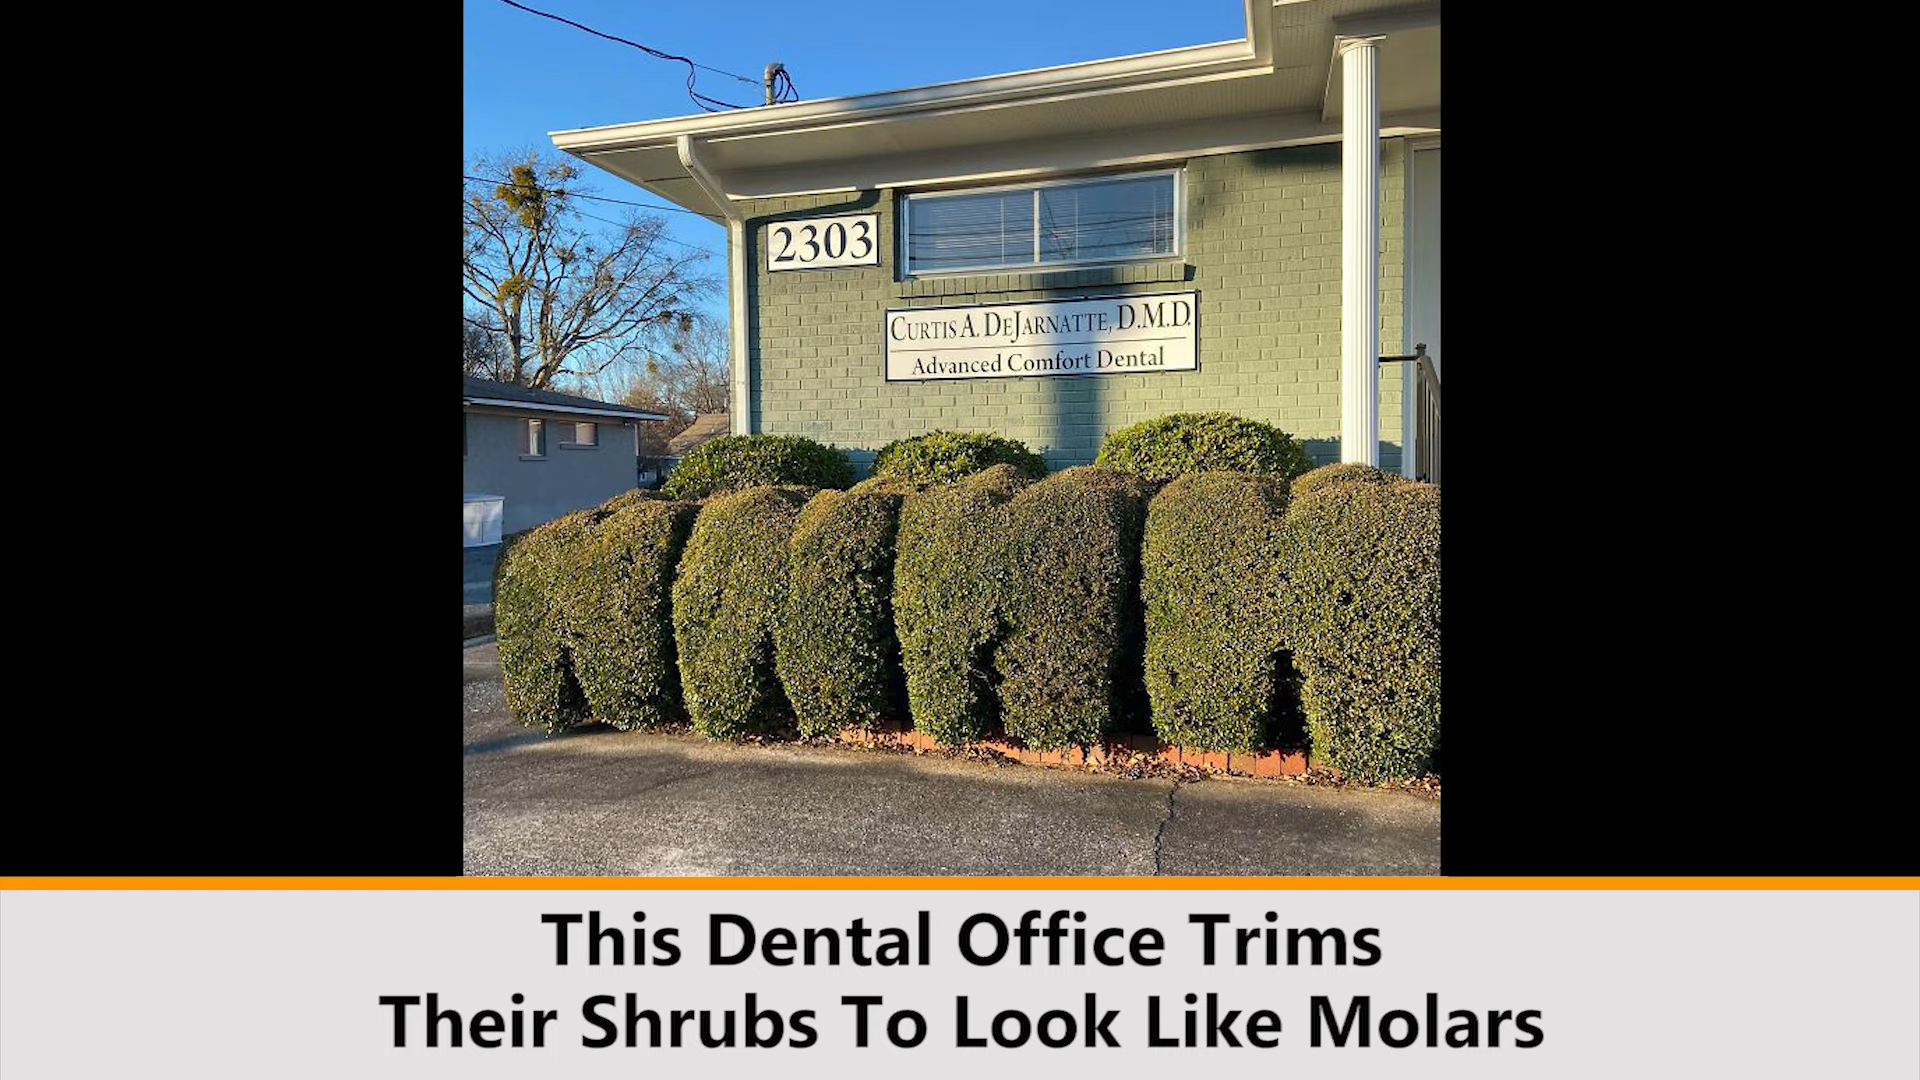 2303
CURTIS A. DEJARNATTE, D.M.D.
Advanced Comfort Dental
This Dental Office Trims
Their Shrubs To Look Like Molars